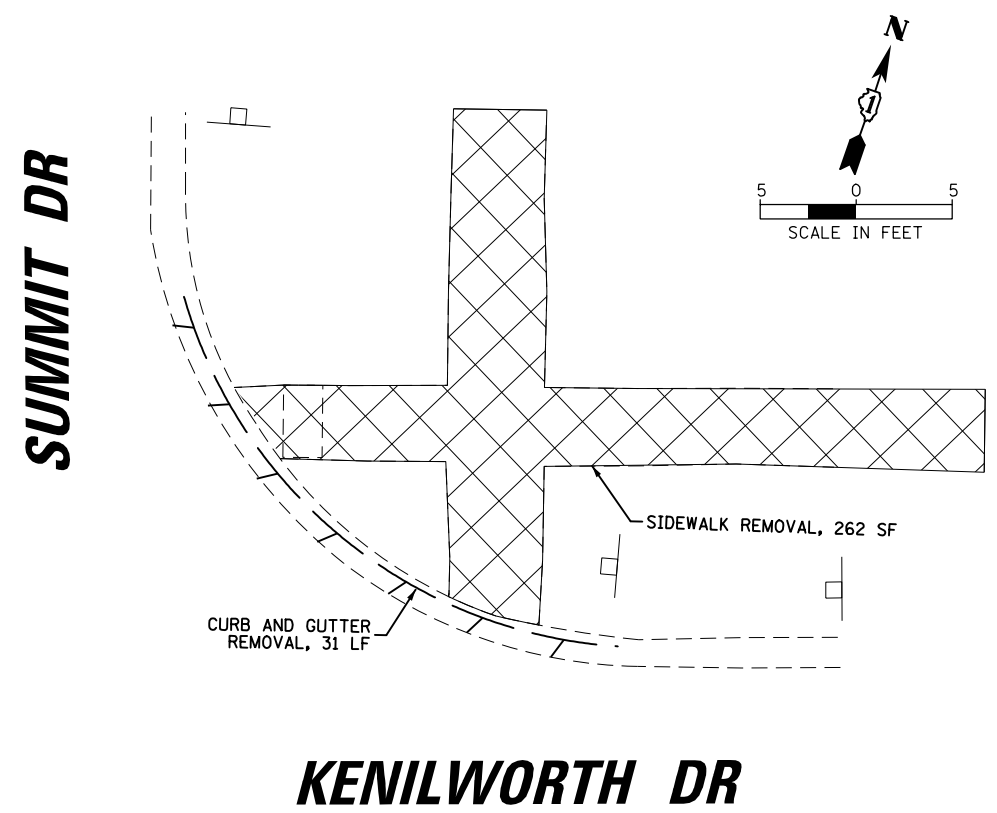 N
1
5 0 5
SCALE IN FEET
SUMMIT DR
SIDEWALK REMOVAL, 262 SF
CURB AND GUTTER
REMOVAL, 31 LF
KENILWORTH DR